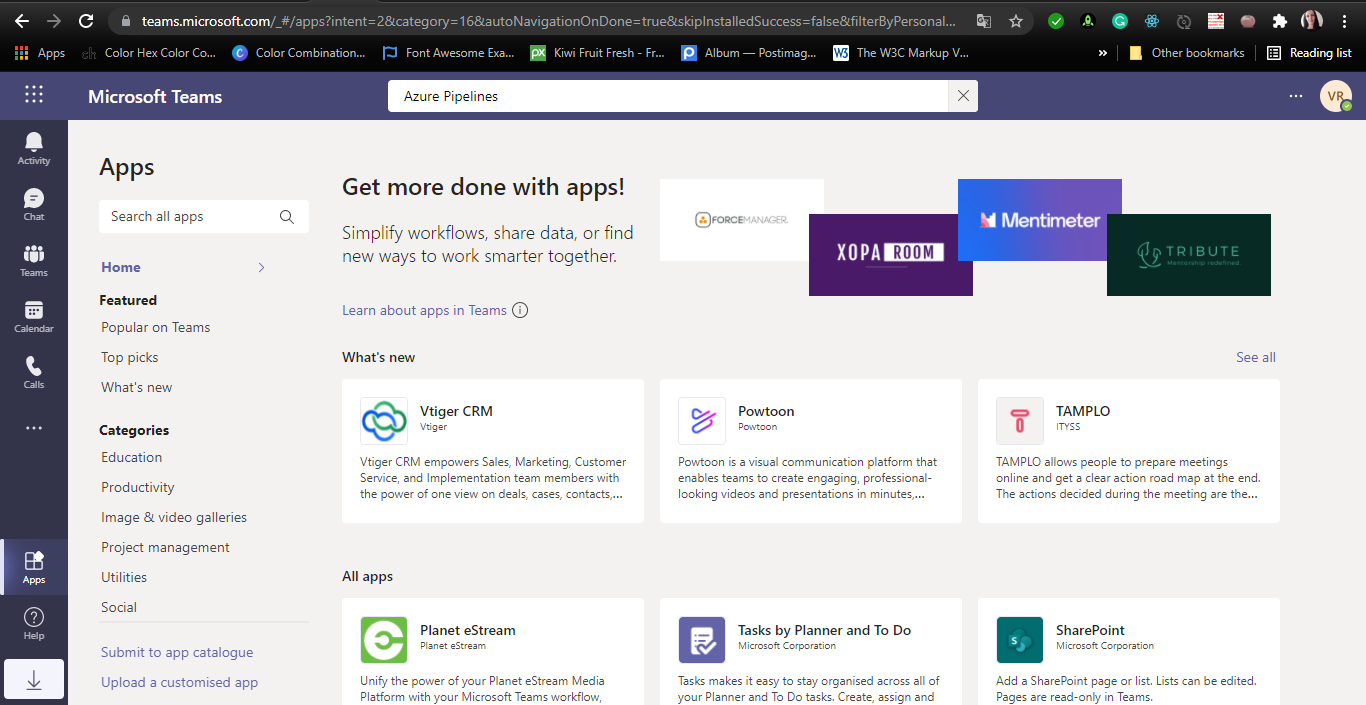 teams.microsoft.com/_#/apps?intent=2&category=16&autoNavigationOnDone=true&skipInstalledSuccess=false&filterByPersonal...
Apps
Color Hex Color Co...
Color Combination...
Font Awesome Exa...
Kiwi Fruit Fresh - Fr...
Album — Postimag...
The W3C Markup V...
»
Other bookmarks
Reading list
Microsoft Teams
Azure Pipelines
VR
Activity
Chat
Teams
Calendar
Calls
Apps
Help
Apps
Search all apps
Home
Featured
Popular on Teams
Top picks
What's new
Categories
Education
Productivity
Image & video galleries
Project management
Utilities
Social
Submit to app catalogue
Upload a customised app
Get more done with apps!
Simplify workflows, share data, or find
new ways to work smarter together.
Learn about apps in Teams
FORCEMANAGER
XOPA ROOM
Mentimeter
TRIBUTE
Mentorship redefined.
What's new
See all
Vtiger CRM
Vtiger
Vtiger CRM empowers Sales, Marketing, Customer
Service, and Implementation team members with
the power of one view on deals, cases, contacts,...
Powtoon
Powtoon
Powtoon is a visual communication platform that
enables teams to create engaging, professional-
looking videos and presentations in minutes,...
TAMPLO
ITYSS
TAMPLO allows people to prepare meetings
online and get a clear action road map at the end.
The actions decided during the meeting are the...
All apps
Planet eStream
Planet eStream
Unify the power of your Planet eStream Media
Platform with your Microsoft Teams workflow,
Tasks by Planner and To Do
Microsoft Corporation
Tasks makes it easy to stay organised across all of
your Planner and To Do tasks. Create, assign and
SharePoint
Microsoft Corporation
Add a SharePoint page or list. Lists can be edited.
Pages are read-only in Teams.